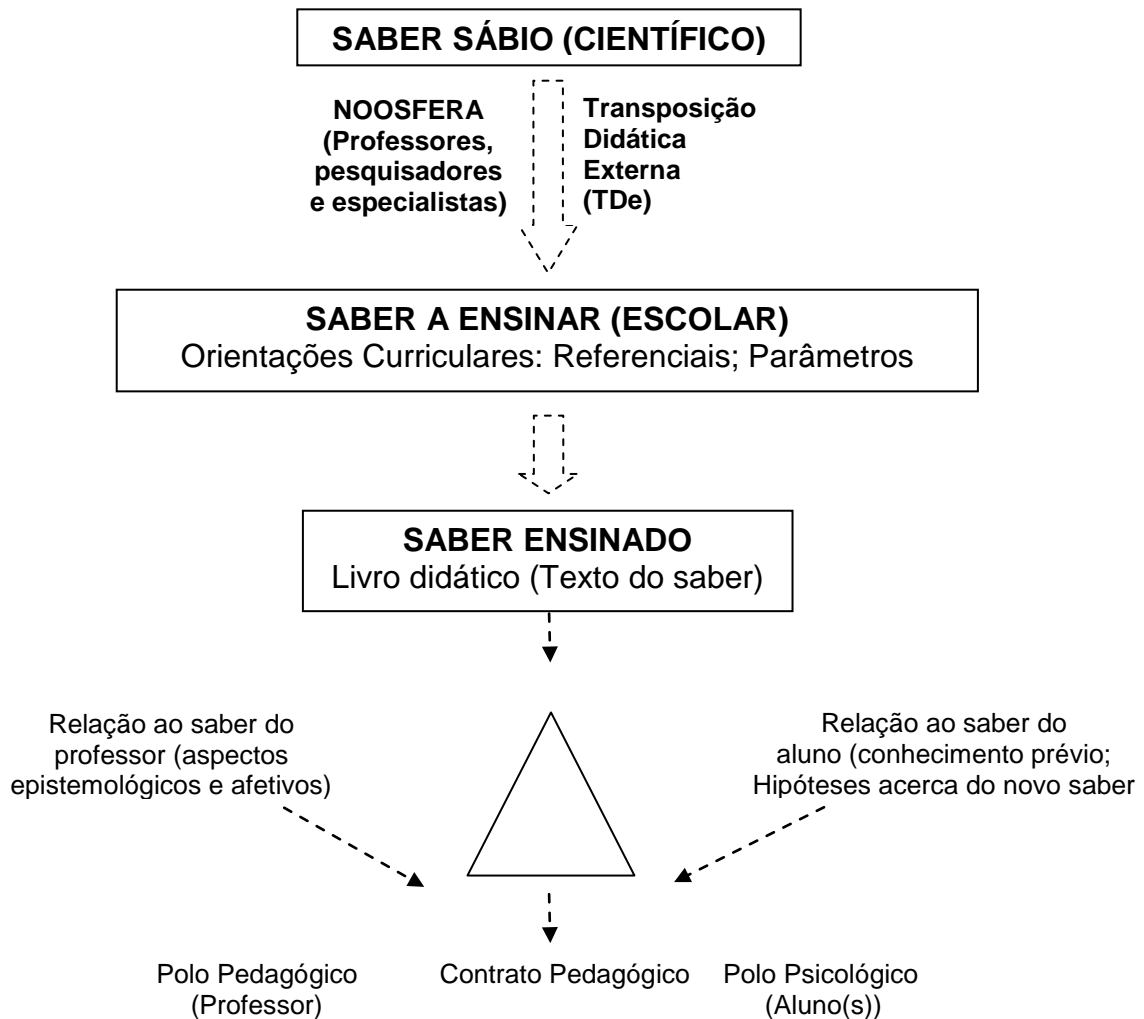 SABER SÁBIO (CIENTÍFICO)
NOOSFERA
(Professores,
pesquisadores
e especialistas)
Transposição
Didática
Externa
(TDe)
SABER A ENSINAR (ESCOLAR)
Orientações Curriculares: Referenciais; Parâmetros
SABER ENSINADO
Livro didático (Texto do saber)
Relação ao saber do
professor (aspectos
epistemológicos e afetivos)
Relação ao saber do
aluno (conhecimento prévio;
Hipóteses acerca do novo saber
Polo Pedagógico
(Professor)
Contrato Pedagógico
Polo Psicológico
(Aluno(s))